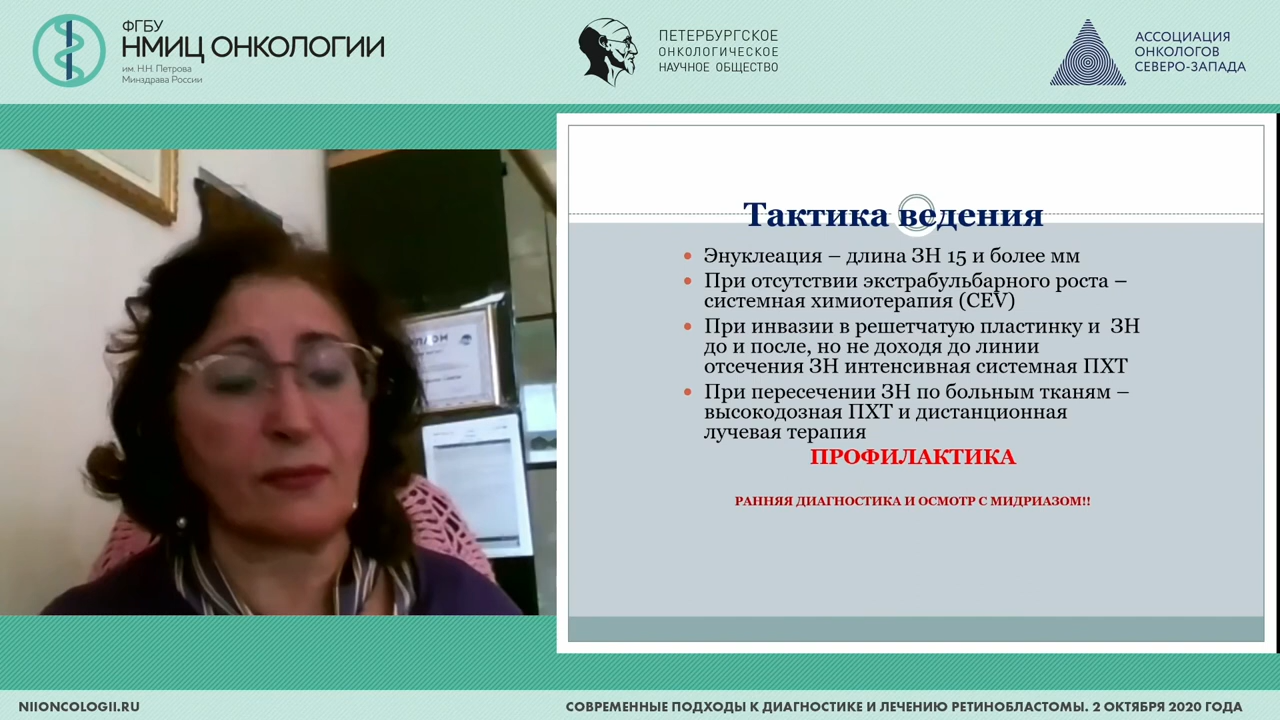 ФГБУ
НМИЦ ОНКОЛОГИИ
им. Н.Н. Петрова
Минздрава России
ПЕТЕРБУРГСКОЕ
ОНКОЛОГИЧЕСКОЕ
НАУЧНОЕ ОБЩЕСТВО
АССОЦИАЦИЯ
ОНКОЛОГОВ
СЕВЕРО-ЗАПАДА
Тактика ведения
• Энуклеация – длина ЗН 15 и более мм
• При отсутствии экстрабульбарного роста –
системная химиотерапия (CEV)
• При инвазии в решетчатую пластинку и ЗН
до и после, но не доходя до линии
отсечения ЗН интенсивная системная ПХТ
• При пересечении ЗН по больным тканям –
высокодозная ПХТ и дистанционная
лучевая терапия
ПРОФИЛАКТИКА
РАННЯЯ ДИАГНОСТИКА И ОСМОТР С МИДРИАЗОМ!!
NIIONCOLOGII.RU
СОВРЕМЕННЫЕ ПОДХОДЫ К ДИАГНОСТИКЕ И ЛЕЧЕНИЮ РЕТИНОБЛАСТОМЫ. 2 ОКТЯБРЯ 2020 ГОДА